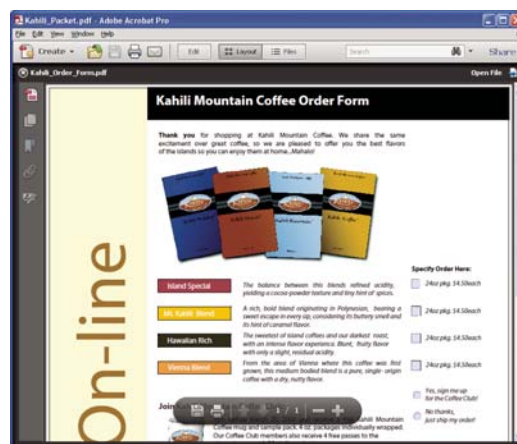 Kahili_Packet.pdf - Adobe Acrobat Pro
File Edit View Window Help
Create
Edit
Layout
Files
Search
Share
Kahili_Order_Form.pdf
Open File
Kahili Mountain Coffee Order Form
Thank you for shopping at Kahili Mountain Coffee. We share the same
excitement over great coffee, so we are pleased to offer you the best flavors
of the islands so you can enjoy them at home...Mahalo!
On-line
Specify Order Here:
Island Special
The balance between this blends refined acidity,
yielding a cocoa-powder texture and tiny hint of spices.
24oz pkg. 14.50each
Mt. Kahili Blend
A rich, bold blend originating in Polynesian, bearing a
sweet escape in every sip, considering its buttery smell and
its hint of caramel flavor.
24oz pkg. 14.50each
Hawaiian Rich
The sweetest of island coffees and our darkest roast,
with an intense flavor experience. Blunt, fruity flavor
with only a slight, residual acidity.
24oz pkg. 14.50each
Vienna Blend
From the area of Vienna where this coffee was first
grown, this medium bodied blend is a pure, single- origin
coffee with a dry, nutty flavor.
24oz pkg. 14.50each
Yes, sign me up
for the Coffee Club!
No thanks,
just ship my order!
Join
1 / 1
Coffee mug and sample pack, 4 oz. packages individually wrapped.
Our Coffee Club members also receive 4 free passes to the